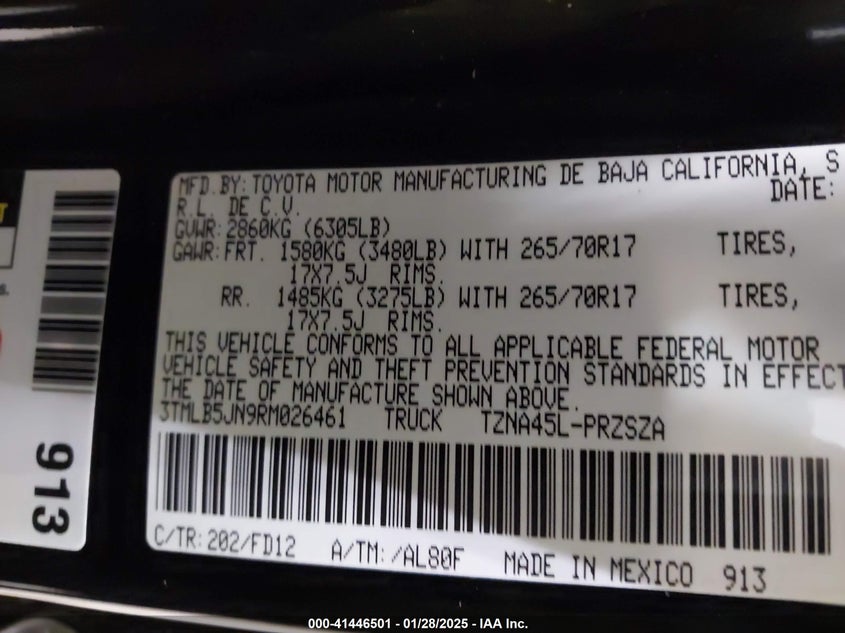 MFD.BY:TOYOTA MOTOR MANUFACTURING DE BAJA CALIFORNIA, S
R.L. DE C.V. DATE:
GVWR:2860KG (6305LB)
GAWR:FRT. 1580KG (3480LB) WITH 265/70R17 TIRES,
17X7.5J RIMS.
RR. 1485KG (3275LB) WITH 265/70R17 TIRES,
17X7.5J RIMS.
THIS VEHICLE CONFORMS TO ALL APPLICABLE FEDERAL MOTOR
VEHICLE SAFETY AND THEFT PREVENTION STANDARDS IN EFFECT
THE DATE OF MANUFACTURE SHOWN ABOVE.
3TMLB5JN9RM026461 TRUCK TZNA45L-PRZSZA
C/TR:202/FD12 A/TM:/AL80F MADE IN MEXICO 913
913
000-41446501 - 01/28/2025 - IAA Inc.